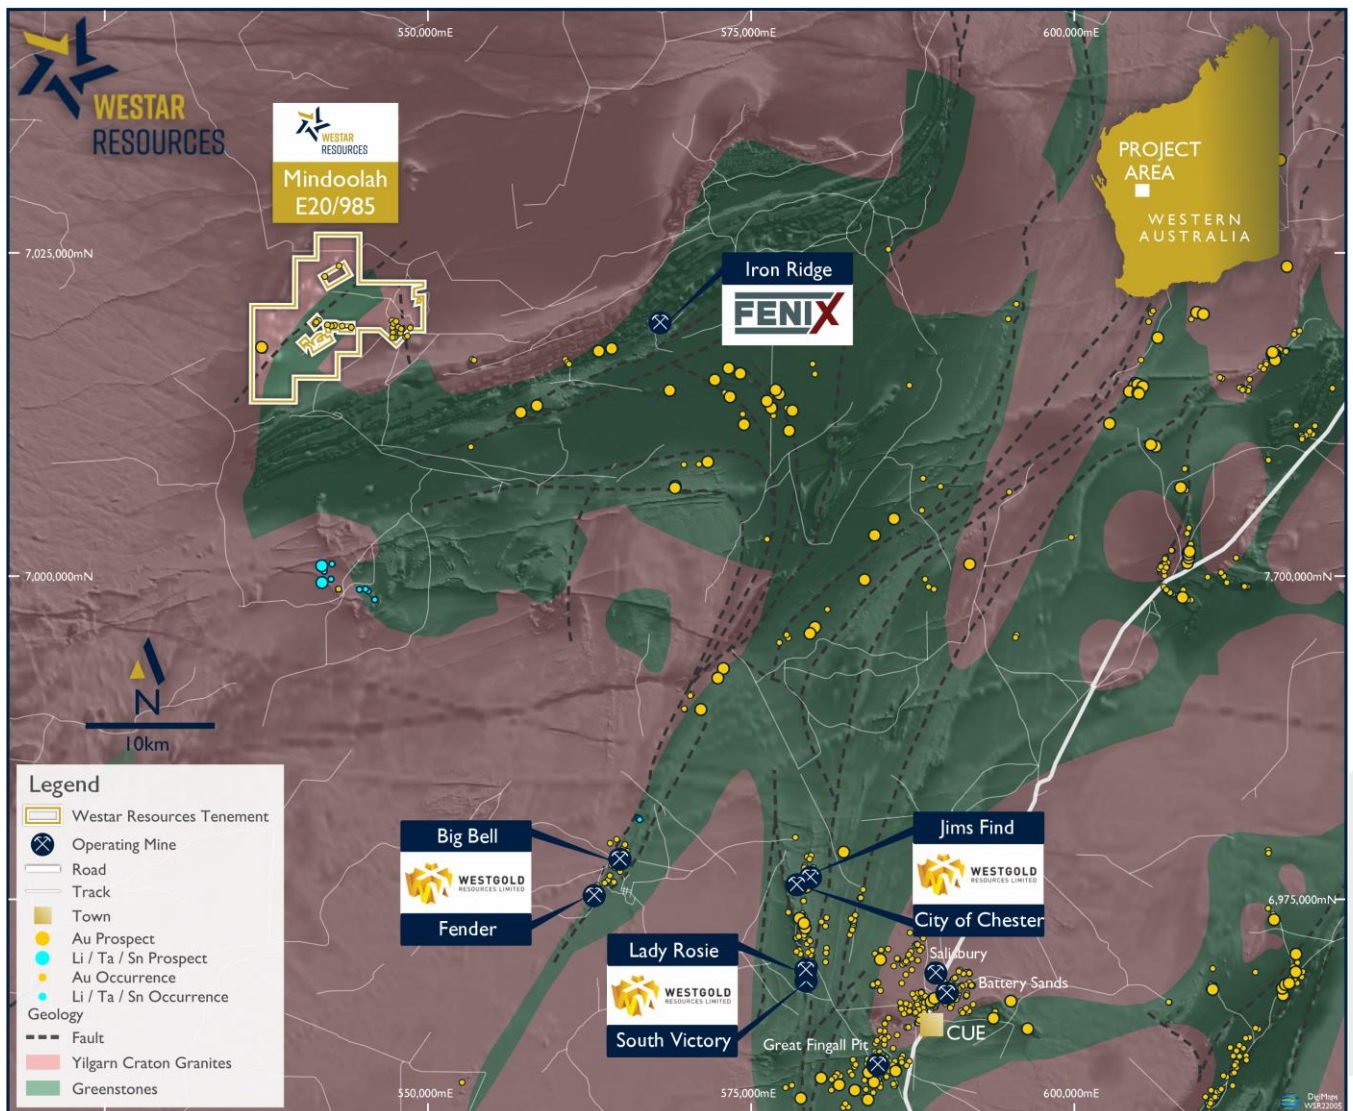 550,000mE
575,000mE
600,000mE
WESTAR
RESOURCES
WESTAR
RESOURCES
Mindoolah
E20/985
PROJECT
AREA
WESTERN
AUSTRALIA
7,025,000mN
Iron Ridge
FENIX
7,000,000mN
7,700,000mN
N
10km
Legend
Westar Resources Tenement
Operating Mine
Road
Track
Town
Au Prospect
Li / Ta / Sn Prospect
Au Occurrence
Li / Ta / Sn Occurrence
Geology
Fault
Yilgarn Craton Granites
Greenstones
Big Bell
WESTGOLD
RESOURCES LIMITED
Fender
Jims Find
WESTGOLD
RESOURCES LIMITED
City of Chester
6,975,000mN
Lady Rosie
WESTGOLD
RESOURCES LIMITED
South Victory
Salisbury
Battery Sands
CUE
Great Fingall Pit
550,000mE
575,000mE
600,000mE
DigiMaps
WSR22005